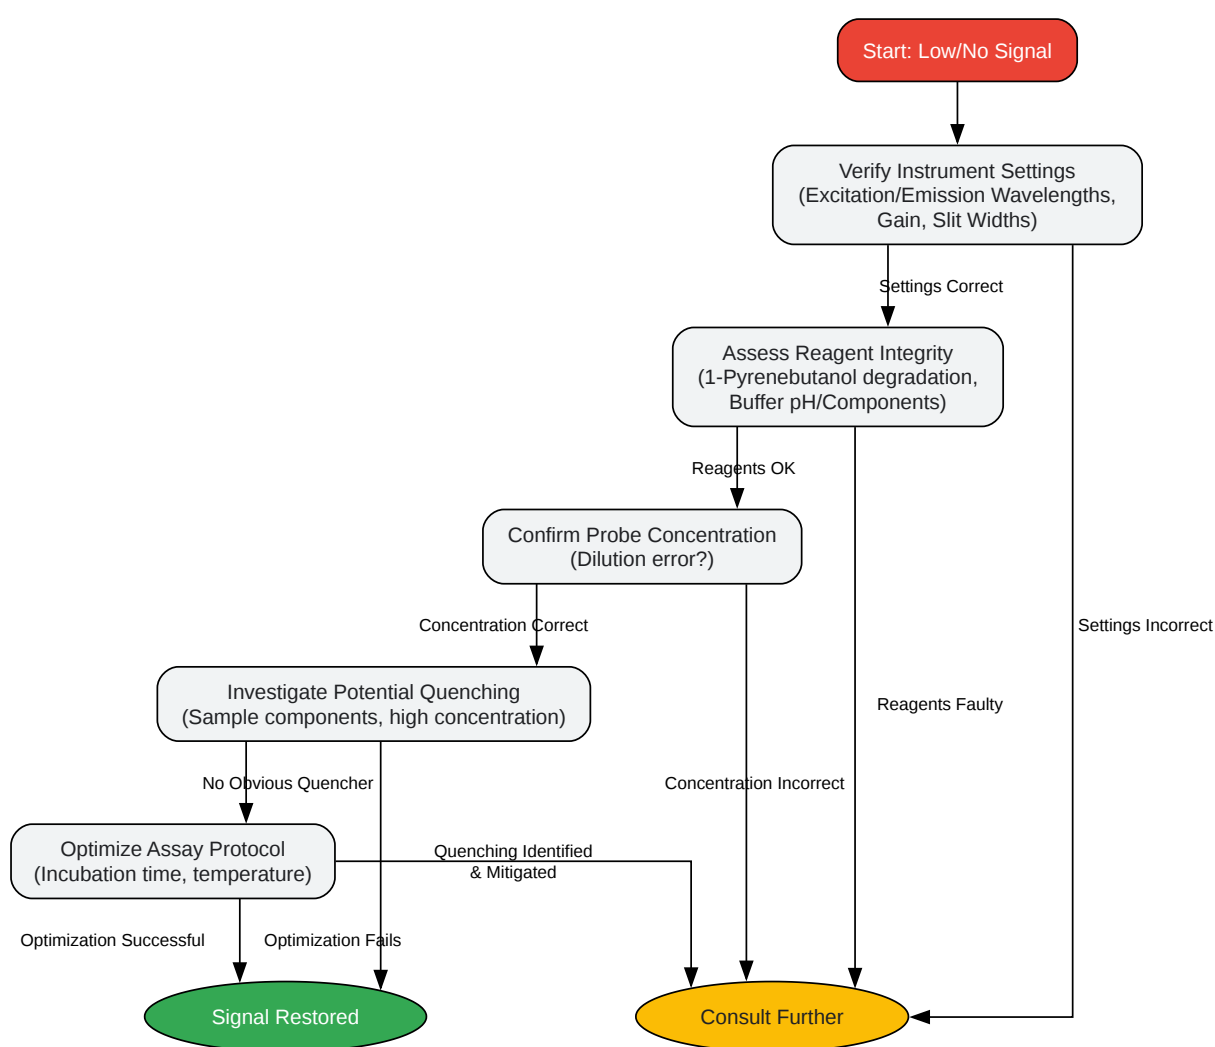 Start: Low/No Signal
Verify Instrument Settings
(Excitation/Emission Wavelengths,
Gain, Slit Widths)
Settings Correct
Assess Reagent Integrity
(1-Pyrenebutanol degradation,
Buffer pH/Components)
Reagents OK
Confirm Probe Concentration
(Dilution error?)
Concentration Correct
Settings Incorrect
Investigate Potential Quenching
(Sample components, high concentration)
Reagents Faulty
No Obvious Quencher
Concentration Incorrect
Optimize Assay Protocol
(Incubation time, temperature)
Quenching Identified
& Mitigated
Optimization Successful
Optimization Fails
Signal Restored
Consult Further